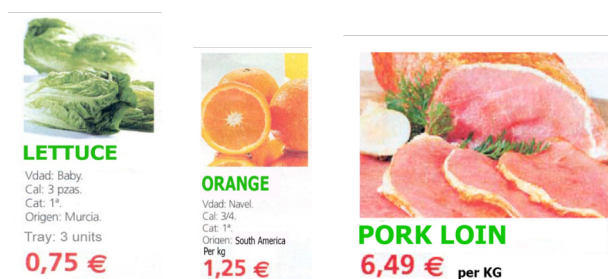 LETTUCE
Vdad: Baby.
Cal: 3 pzas.
Cat: 1ª.
Origen: Murcia.
Tray: 3 units
0,75 €
ORANGE
Vdad: Navel.
Cal: 3/4.
Cat: 1ª.
Origen: South America
Per kg
1,25 €
PORK LOIN
6,49 € per KG